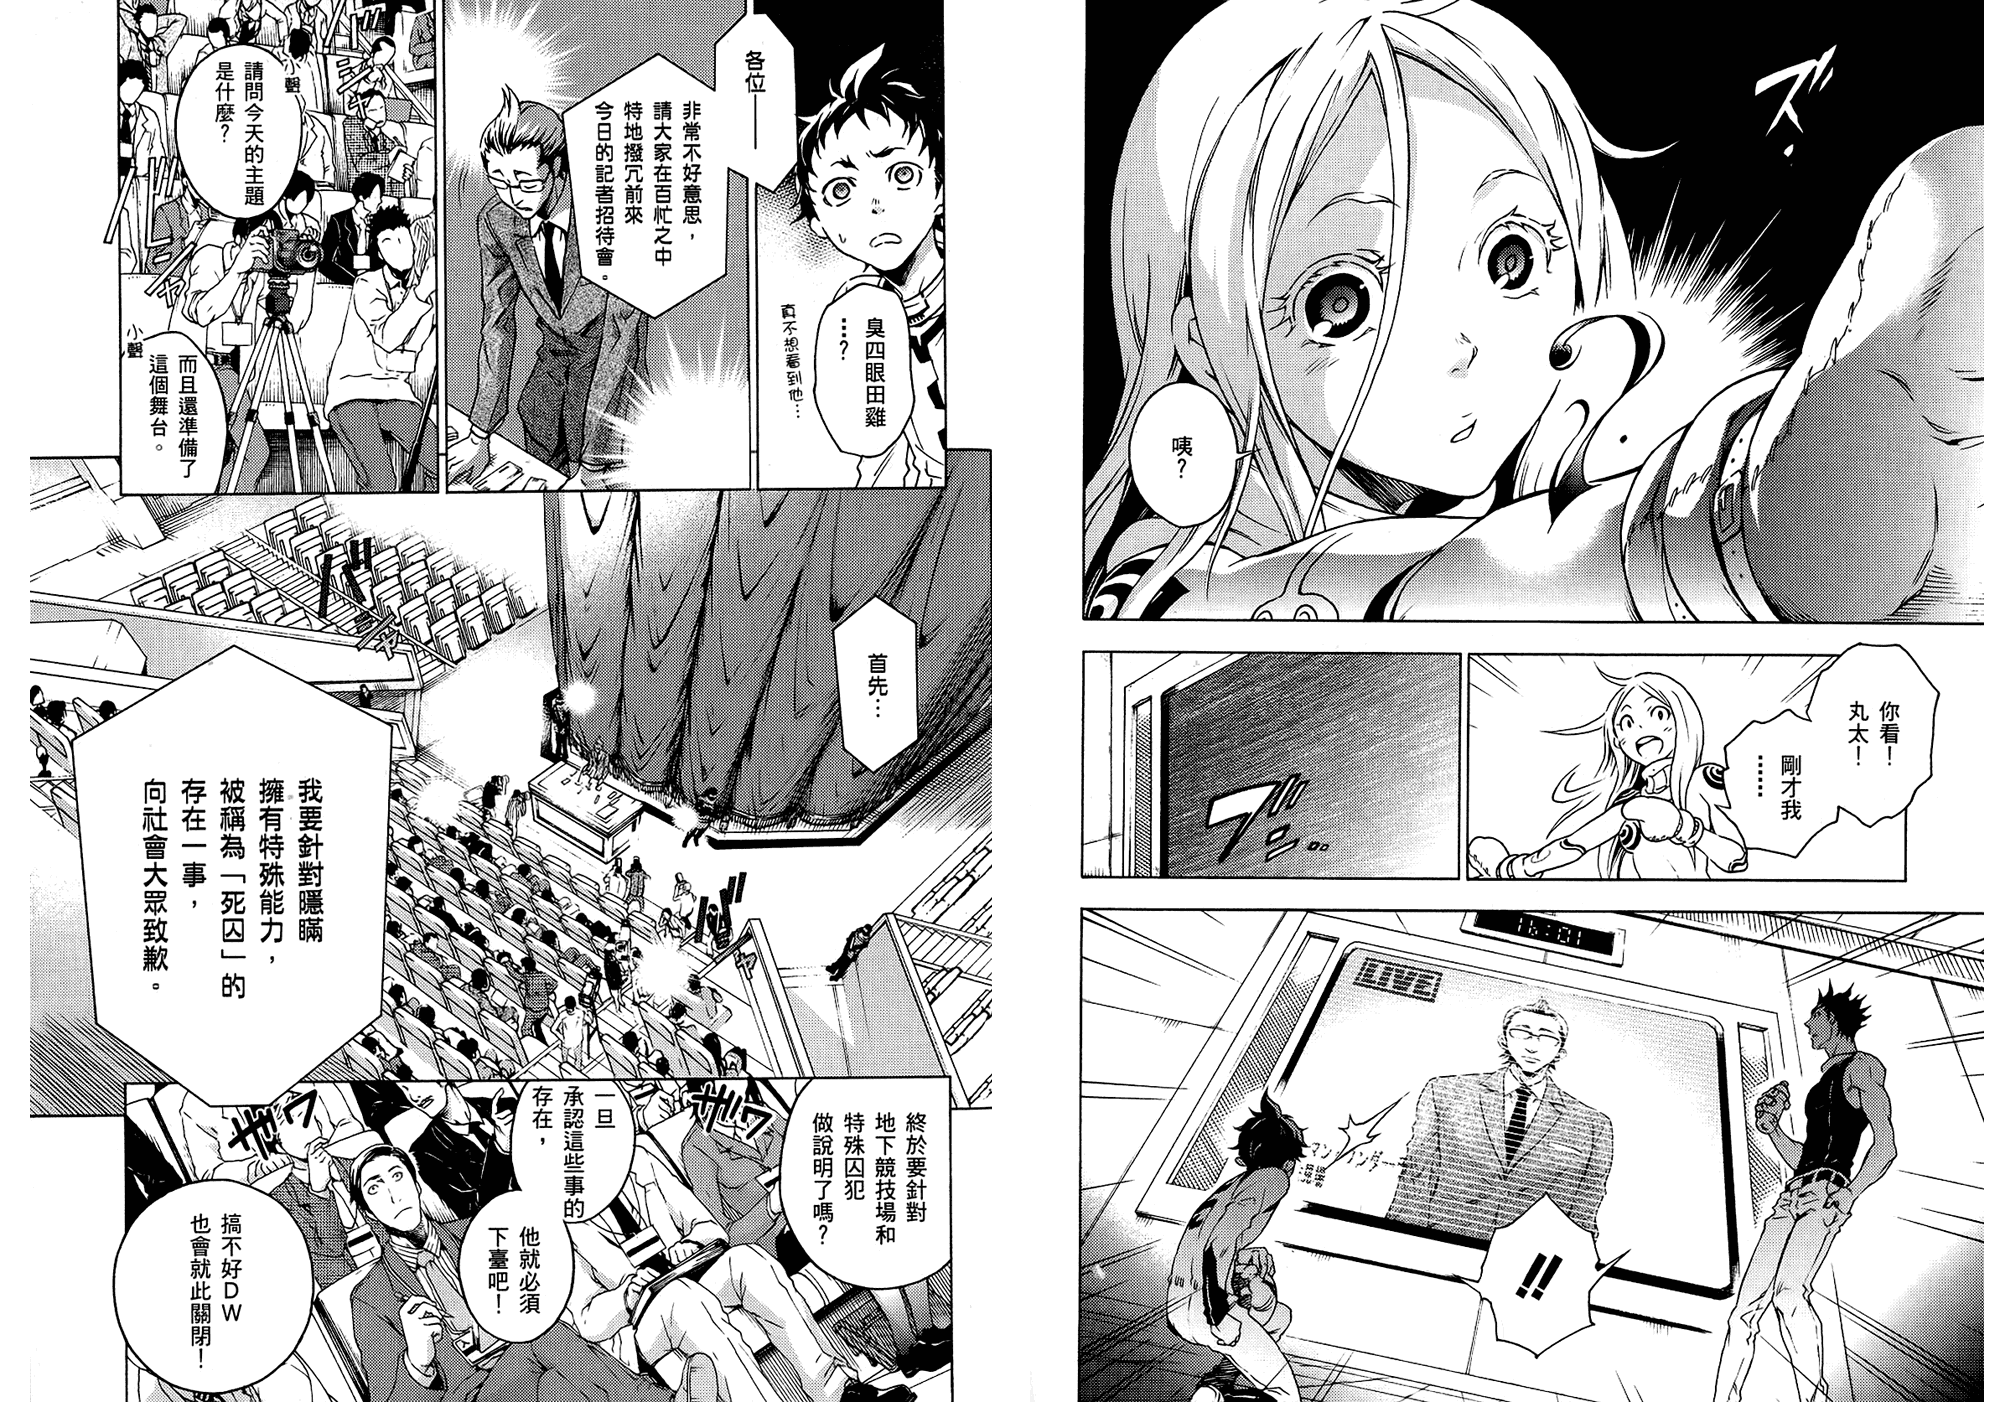 ズッ
咦?
你看!
丸太!
剛才我
……
ブ
ブ…
16:01
LIVE!
!!
各位——
臭四眼田雞
……?
真不想看到他…
非常不好意思,
請大家在百忙之中
特地撥冗前來
今日的記者招待會。
請問今天的主題
是什麼?
小聲
而且還準備了
這個舞台。
小聲
首先…
我要針對隱瞞
擁有特殊能力,
被稱為「死囚」的
存在一事,
向社會大眾致歉。
終於要針對
地下競技場和
特殊囚犯
做說明了嗎?
ザワ
一旦
承認這些事的
存在,
他就必須
下臺吧!
ザワ
搞不好DW
也會就此關閉!